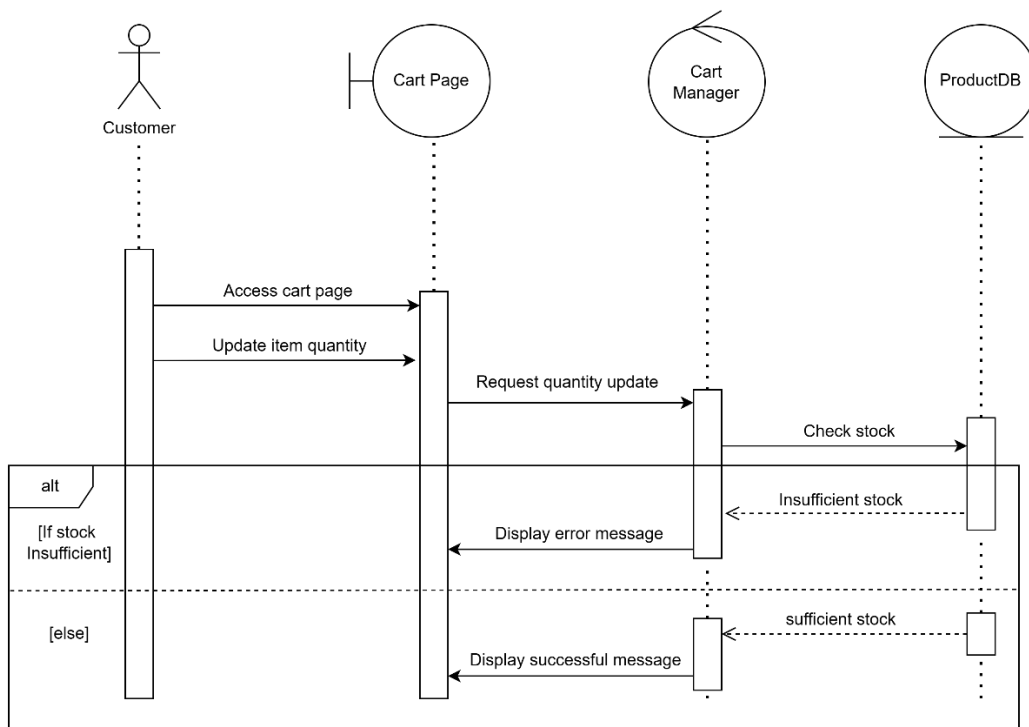 Cart Page
Cart
Manager
ProductDB
Customer
Access cart page
Update item quantity
Request quantity update
Check stock
alt
Insufficient stock
[If stock
Insufficient]
Display error message
[else]
sufficient stock
Display successful message